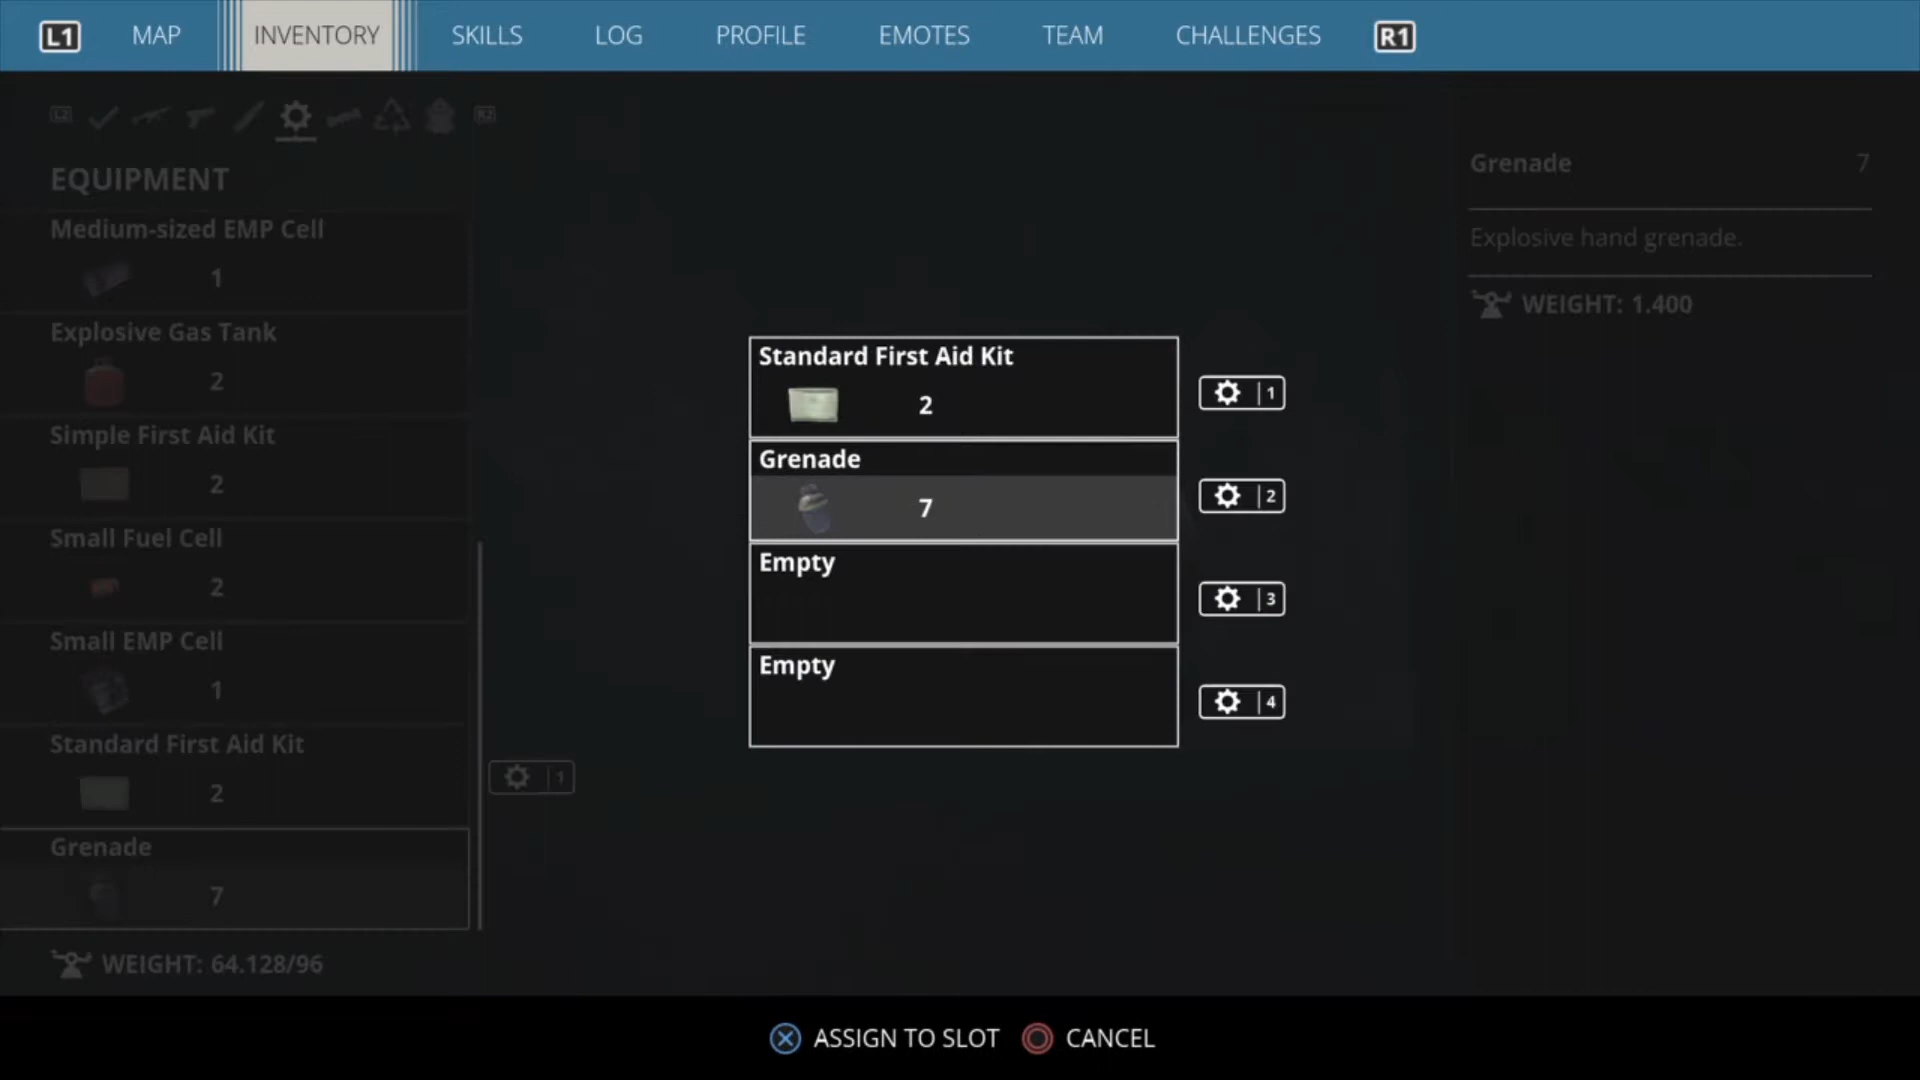 L1 MAP INVENTORY SKILLS LOG PROFILE EMOTES TEAM CHALLENGES R1
L2 R2
EQUIPMENT
Medium-sized EMP Cell
1
Explosive Gas Tank
2
Simple First Aid Kit
2
Small Fuel Cell
2
Small EMP Cell
1
Standard First Aid Kit
2
1
Grenade
7
WEIGHT: 64.128/96
Standard First Aid Kit
2
1
Grenade
7
2
Empty
3
Empty
4
Grenade 7
Explosive hand grenade.
WEIGHT: 1.400
ASSIGN TO SLOT CANCEL